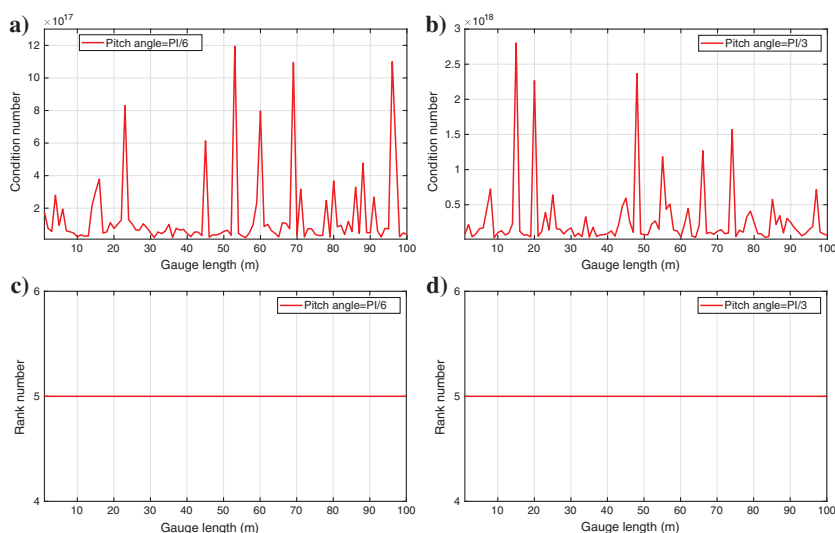 a)
×10^17
Pitch angle=PI/6
12
10
8
6
4
2
Condition number
10 20 30 40 50 60 70 80 90 100
Gauge length (m)
b)
×10^18
Pitch angle=PI/3
3
2.5
2
1.5
1
0.5
Condition number
10 20 30 40 50 60 70 80 90 100
Gauge length (m)
c)
Pitch angle=PI/6
6
5
4
Rank number
10 20 30 40 50 60 70 80 90 100
Gauge length (m)
d)
Pitch angle=PI/3
6
5
4
Rank number
10 20 30 40 50 60 70 80 90 100
Gauge length (m)